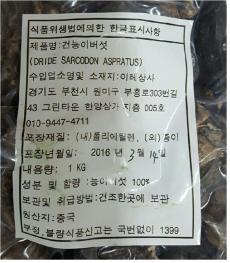 식품위생법에의한 한글표시사항
제품명:건능이버섯
(DRIDE SARCODON ASPRATUS)
수입업소명및 소재지:이레상사
경기도 부천시 원미구 부흥로303번길
43 그린타운 한양상가 지층 005호
010-9447-4711
포장재질: (내)폴리에틸렌, (외)종이
포장년월일: 2016 년 3월 14일
내용량: 1 KG
성분 및 함량 :능이버섯 100%
보관및 취급방법:건조한곳에 보관
원산지:중국
부정,불량식품신고는 국번없이 1399